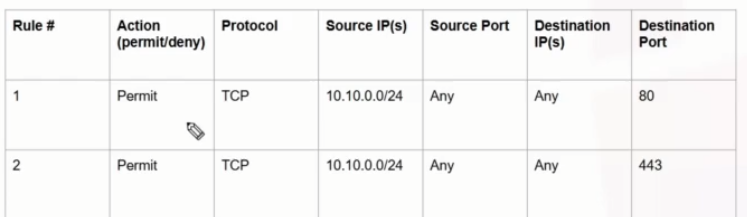 Rule # Action (permit/deny) Protocol Source IP(s) Source Port Destination IP(s) Destination Port
1 Permit TCP 10.10.0.0/24 Any Any 80
2 Permit TCP 10.10.0.0/24 Any Any 443